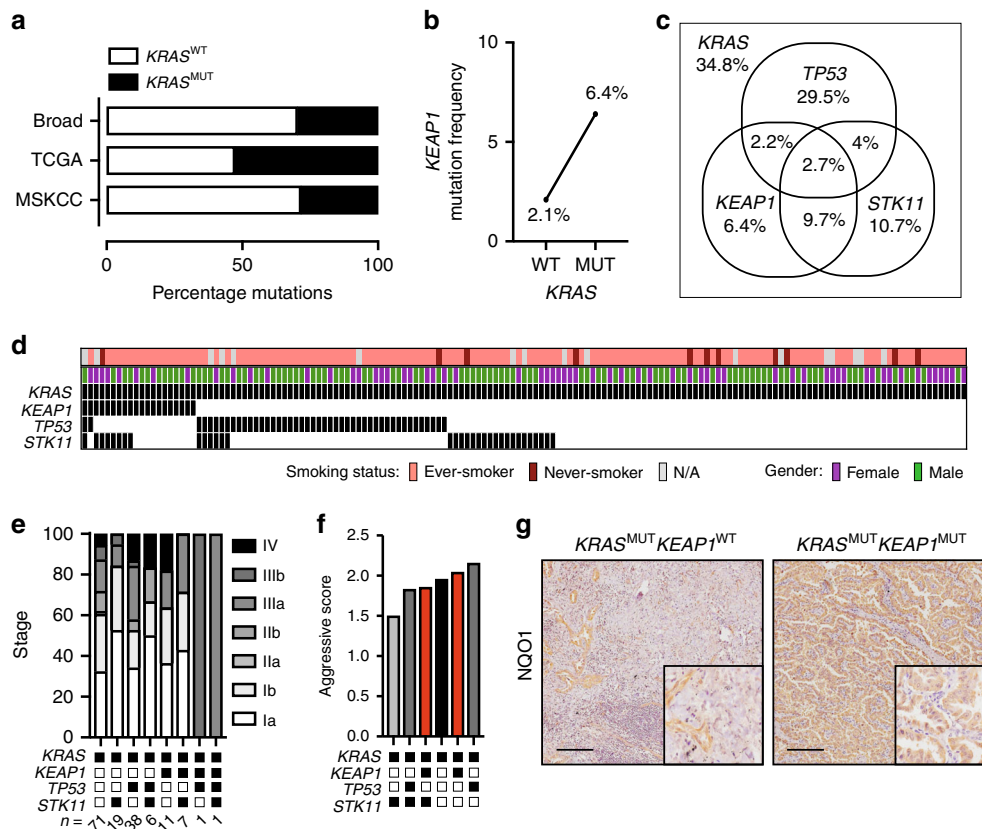 a
KRAS^WT
KRAS^MUT
Broad
TCGA
MSKCC
0 50 100
Percentage mutations
b
KEAP1
mutation frequency
10
5
0
6.4%
2.1%
WT MUT
KRAS
c
KRAS
34.8%
TP53
29.5%
2.2% 4%
2.7%
KEAP1
6.4%
9.7%
STK11
10.7%
d
KRAS
KEAP1
TP53
STK11
Smoking status: Ever-smoker Never-smoker N/A Gender: Female Male
e
Stage
100
80
60
40
20
0
IV
IIIb
IIIa
IIb
IIa
Ib
Ia
KRAS
KEAP1
TP53
STK11
n = 71 19 38 6 11 7 1 1
f
Aggressive score
2.5
2.0
1.5
1.0
0.5
0.0
KRAS
KEAP1
TP53
STK11
g
KRAS^MUT KEAP1^WT KRAS^MUT KEAP1^MUT
NQO1